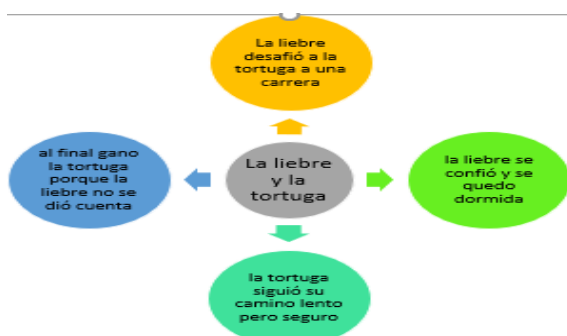 La liebre
desafió a la
tortuga a una
carrera
al final gano
la tortuga
porque la
liebre no se
dió cuenta
La liebre
y la
tortuga
la liebre se
confió y se
quedo
dormida
la tortuga
siguió su
camino lento
pero seguro